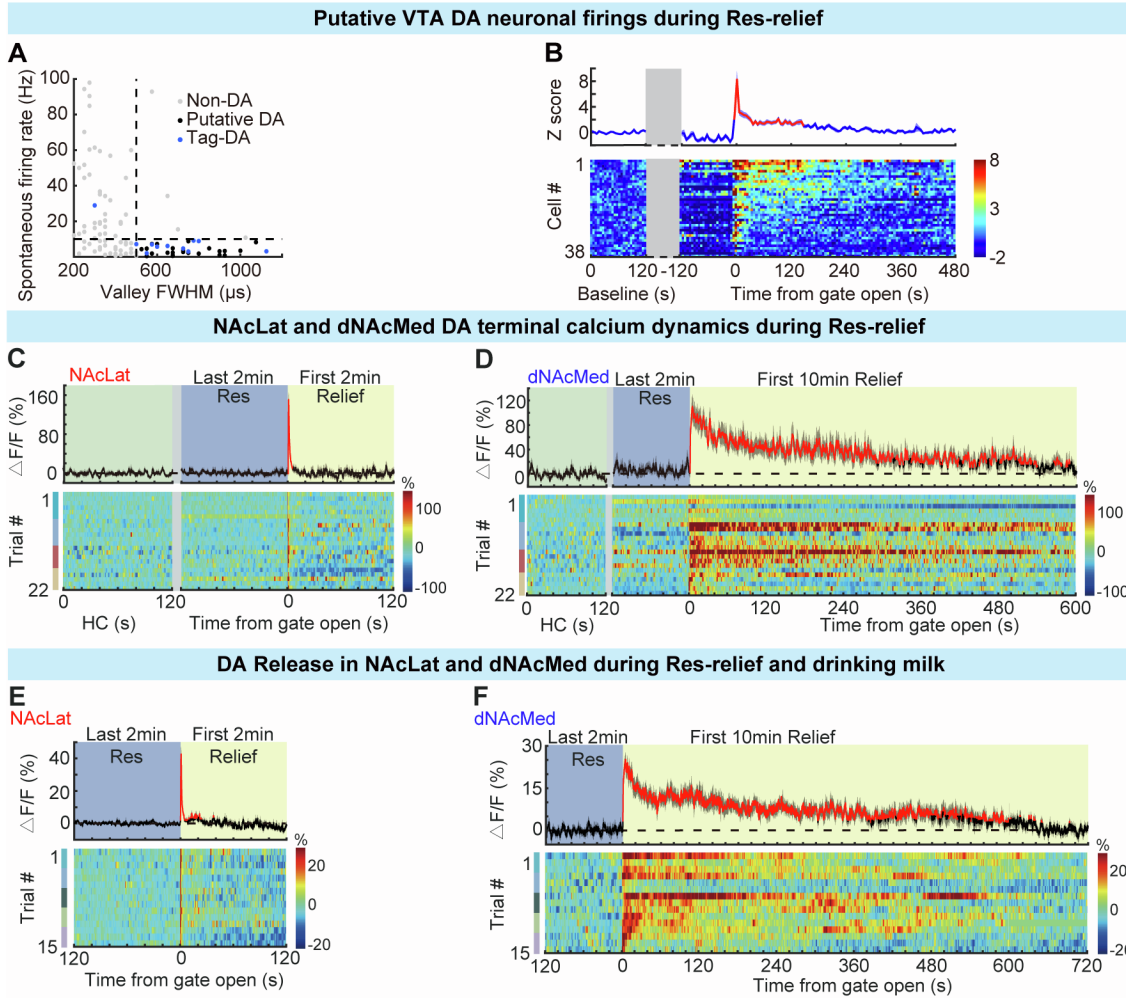 Putative VTA DA neuronal firings during Res-relief
A
B
Spontaneous firing rate (Hz)
100
80
60
40
20
Non-DA
Putative DA
Tag-DA
200
600
1000
Valley FWHM (µs)
Z score
8
4
0
Cell #
1
38
8
3
-2
0
120
-120
0
120
240
360
480
Baseline (s)
Time from gate open (s)
NAcLat and dNAcMed DA terminal calcium dynamics during Res-relief
C
NAcLat
Last 2min
Res
First 2min
Relief
△F/F (%)
160
80
0
Trial #
1
22
%
100
0
-100
0
120
0
120
HC (s)
Time from gate open (s)
D
dNAcMed
Last 2min
Res
First 10min Relief
△F/F (%)
120
80
40
0
Trial #
1
22
%
100
0
-100
0
120
0
120
240
360
480
600
HC (s)
Time from gate open (s)
DA Release in NAcLat and dNAcMed during Res-relief and drinking milk
E
NAcLat
Last 2min
Res
First 2min
Relief
△F/F (%)
40
20
0
Trial #
1
15
%
20
0
-20
120
0
120
Time from gate open (s)
F
dNAcMed
Last 2min
Res
First 10min Relief
△F/F (%)
30
15
0
Trial #
1
15
%
20
0
-20
120
0
120
240
360
480
600
720
Time from gate open (s)